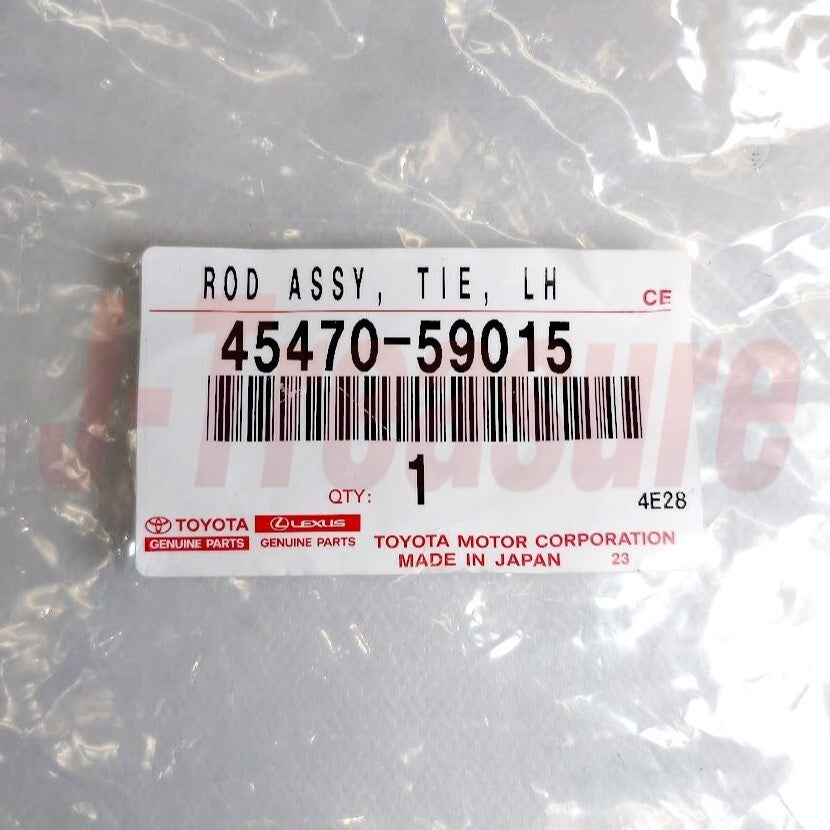 ROD ASSY, TIE, LH
CE
45470-59015
J-Treasure
QTY: 1
4E28
TOYOTA LEXUS
GENUINE PARTS GENUINE PARTS
TOYOTA MOTOR CORPORATION
MADE IN JAPAN 23